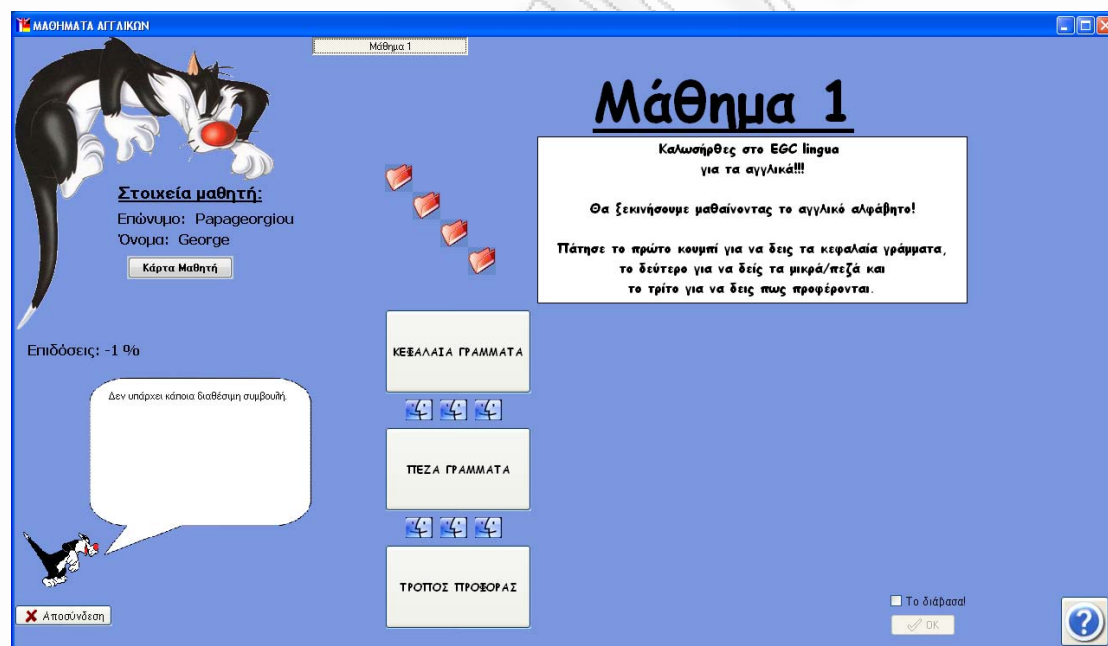 ΜΑΘΗΜΑΤΑ ΑΓΓΛΙΚΩΝ
Μάθημα 1
Μάθημα 1
Καλωσήρθες στο EGC lingua
για τα αγγλικά!!!
Θα ξεκινήσουμε μαθαίνοντας το αγγλικό αλφάβητο!
Πάτησε το πρώτο κουμπί για να δεις τα κεφαλαία γράμματα,
το δεύτερο για να δείς τα μικρά/πεζά και
το τρίτο για να δεις πως προφέρονται.
Στοιχεία μαθητή:
Επώνυμο: Papageorgiou
Όνομα: George
Κάρτα Μαθητή
Επιδόσεις: -1 %
Δεν υπάρχει κάποια διαθέσιμη συμβουλή.
ΚΕΦΑΛΑΙΑ ΓΡΑΜΜΑΤΑ
ΠΕΖΑ ΓΡΑΜΜΑΤΑ
ΤΡΟΠΟΣ ΠΡΟΦΟΡΑΣ
Αποσύνδεση
Το διάβασα!
OK